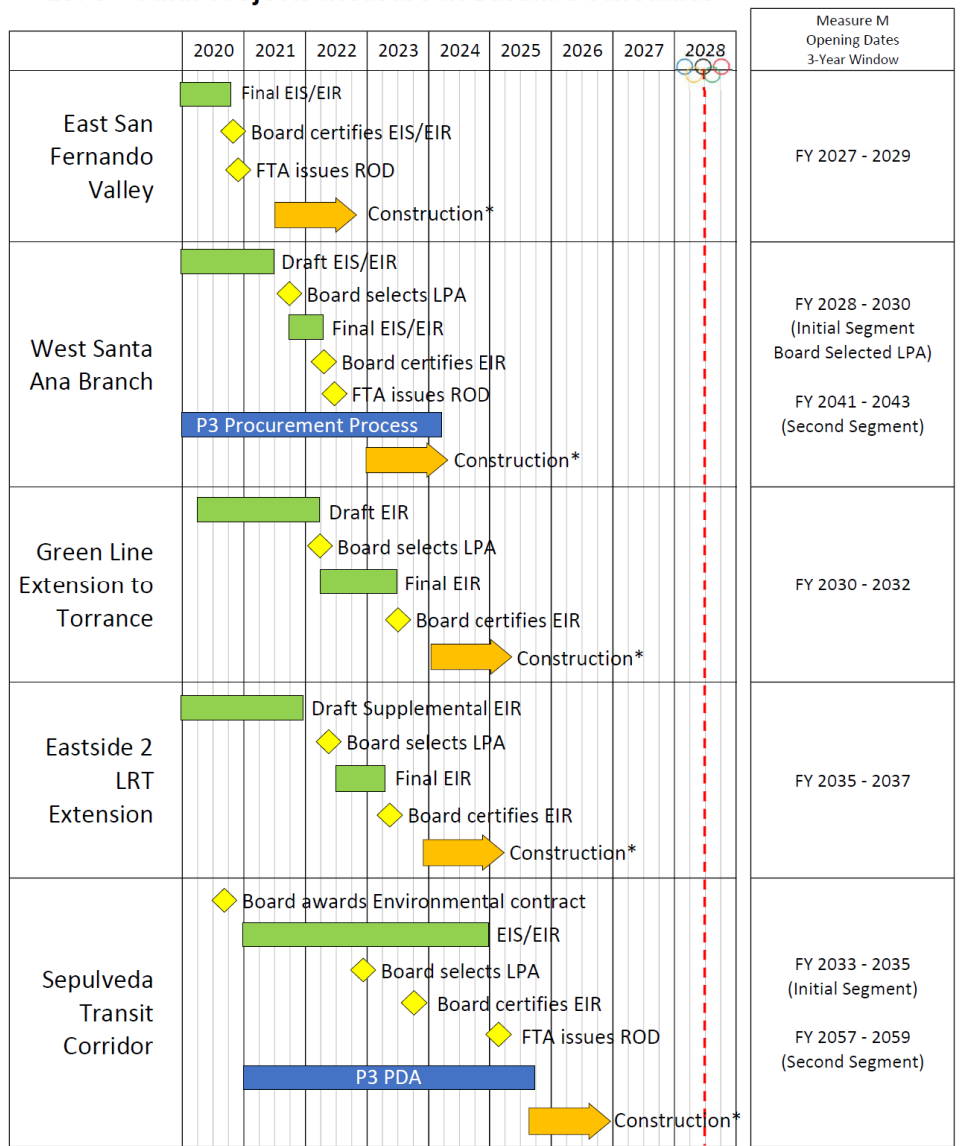 2020 2021 2022 2023 2024 2025 2026 2027 2028
Measure M
Opening Dates
3-Year Window
East San
Fernando
Valley
Final EIS/EIR
Board certifies EIS/EIR
FTA issues ROD
Construction*
FY 2027 - 2029
West Santa
Ana Branch
Draft EIS/EIR
Board selects LPA
Final EIS/EIR
Board certifies EIR
FTA issues ROD
P3 Procurement Process
Construction*
FY 2028 - 2030
(Initial Segment
Board Selected LPA)
FY 2041 - 2043
(Second Segment)
Green Line
Extension to
Torrance
Draft EIR
Board selects LPA
Final EIR
Board certifies EIR
Construction*
FY 2030 - 2032
Eastside 2
LRT
Extension
Draft Supplemental EIR
Board selects LPA
Final EIR
Board certifies EIR
Construction*
FY 2035 - 2037
Sepulveda
Transit
Corridor
Board awards Environmental contract
EIS/EIR
Board selects LPA
Board certifies EIR
FTA issues ROD
P3 PDA
Construction*
FY 2033 - 2035
(Initial Segment)
FY 2057 - 2059
(Second Segment)